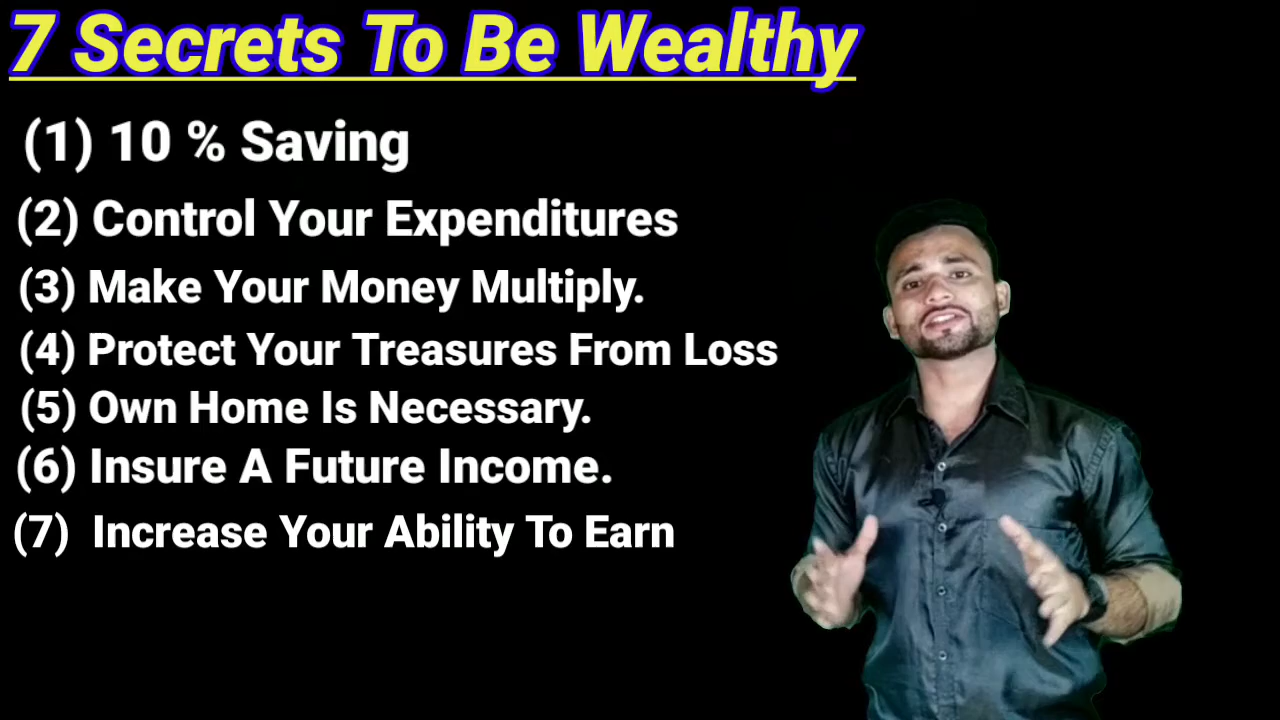 7 Secrets To Be Wealthy
(1) 10 % Saving
(2) Control Your Expenditures
(3) Make Your Money Multiply.
(4) Protect Your Treasures From Loss
(5) Own Home Is Necessary.
(6) Insure A Future Income.
(7) Increase Your Ability To Earn